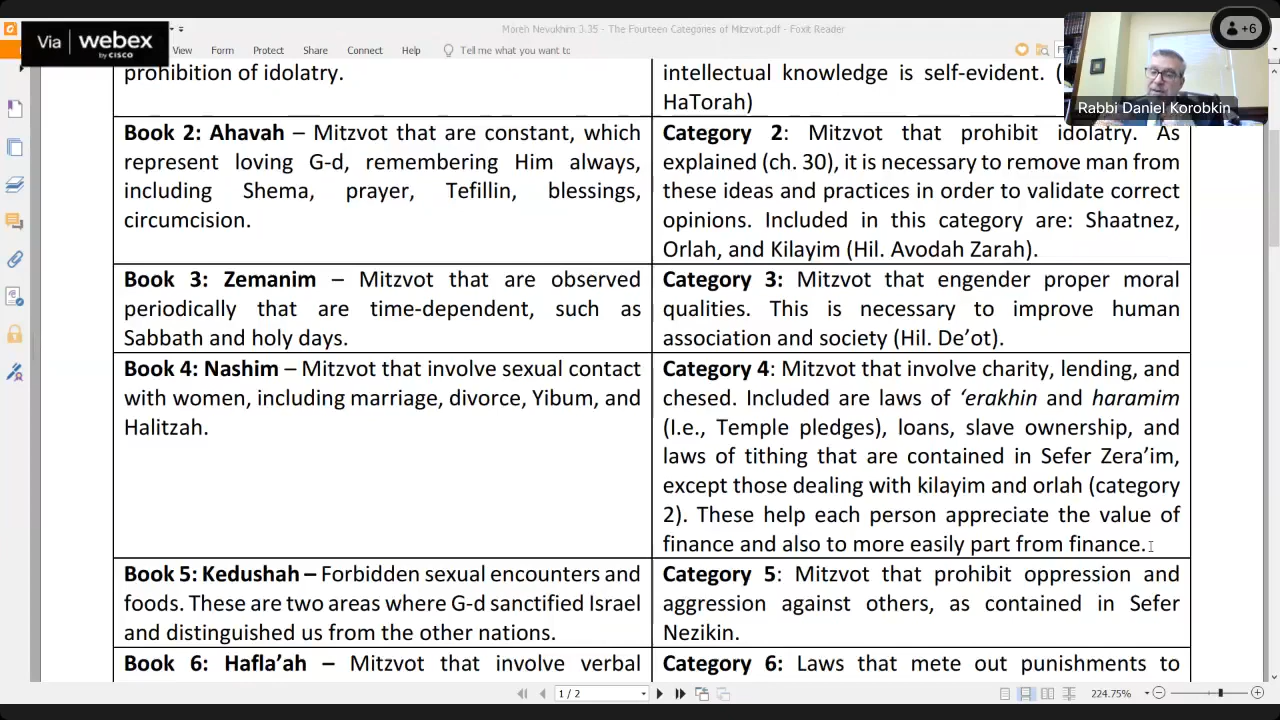 Via webex
by CISCO
Moreh Nevukhim 3.35 - The Fourteen Categories of Mitzvot.pdf - Foxit Reader
View Form Protect Share Connect Help Tell me what you want tc
+6
Rabbi Daniel Korobkin
prohibition of idolatry.
intellectual knowledge is self-evident. (
HaTorah)
Book 2: Ahavah – Mitzvot that are constant, which
represent loving G-d, remembering Him always,
including Shema, prayer, Tefillin, blessings,
circumcision.
Category 2: Mitzvot that prohibit idolatry. As
explained (ch. 30), it is necessary to remove man from
these ideas and practices in order to validate correct
opinions. Included in this category are: Shaatnez,
Orlah, and Kilayim (Hil. Avodah Zarah).
Book 3: Zemanim – Mitzvot that are observed
periodically that are time-dependent, such as
Sabbath and holy days.
Category 3: Mitzvot that engender proper moral
qualities. This is necessary to improve human
association and society (Hil. De’ot).
Book 4: Nashim – Mitzvot that involve sexual contact
with women, including marriage, divorce, Yibum, and
Halitzah.
Category 4: Mitzvot that involve charity, lending, and
chesed. Included are laws of ‘erakhin and haramim
(I.e., Temple pledges), loans, slave ownership, and
laws of tithing that are contained in Sefer Zera’im,
except those dealing with kilayim and orlah (category
2). These help each person appreciate the value of
finance and also to more easily part from finance.
Book 5: Kedushah – Forbidden sexual encounters and
foods. These are two areas where G-d sanctified Israel
and distinguished us from the other nations.
Category 5: Mitzvot that prohibit oppression and
aggression against others, as contained in Sefer
Nezikin.
Book 6: Hafla’ah – Mitzvot that involve verbal
Category 6: Laws that mete out punishments to
1 / 2
224.75%